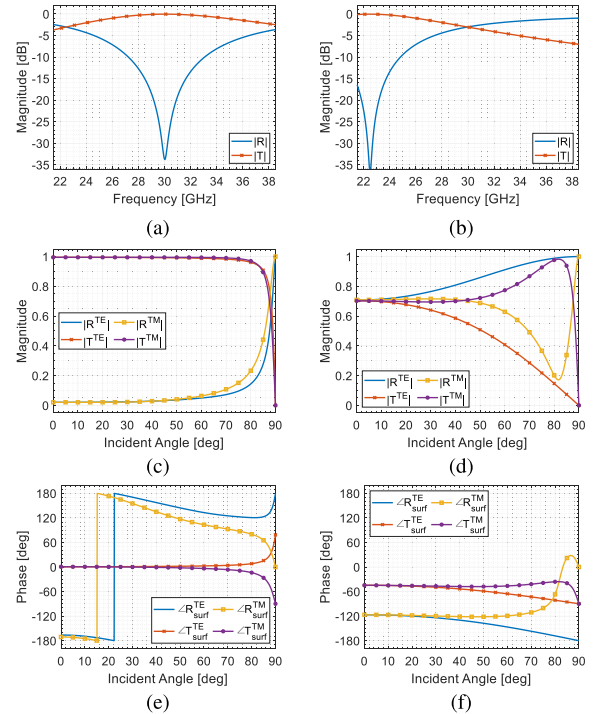 0
-5
-10
-15
-20
-25
-30
-35
Magnitude [dB]
|R|
|T|
22 24 26 28 30 32 34 36 38
Frequency [GHz]
(a)
0
-5
-10
-15
-20
-25
-30
-35
Magnitude [dB]
|R|
|T|
22 24 26 28 30 32 34 36 38
Frequency [GHz]
(b)
1
0.8
0.6
0.4
0.2
0
Magnitude
|R^TE| |R^TM|
|T^TE| |T^TM|
0 10 20 30 40 50 60 70 80 90
Incident Angle [deg]
(c)
1
0.8
0.6
0.4
0.2
0
Magnitude
|R^TE| |R^TM|
|T^TE| |T^TM|
0 10 20 30 40 50 60 70 80 90
Incident Angle [deg]
(d)
180
120
60
0
-60
-120
-180
Phase [deg]
∠R^TE_surf ∠R^TM_surf
∠T^TE_surf ∠T^TM_surf
0 10 20 30 40 50 60 70 80 90
Incident Angle [deg]
(e)
180
120
60
0
-60
-120
-180
Phase [deg]
∠R^TE_surf ∠R^TM_surf
∠T^TE_surf ∠T^TM_surf
0 10 20 30 40 50 60 70 80 90
Incident Angle [deg]
(f)